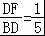 DF/BD = 1/5